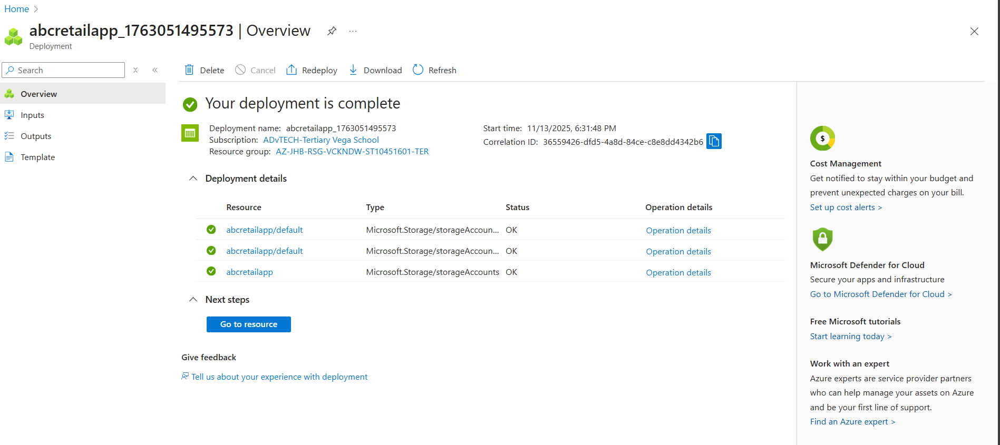 Home
abcretailapp_1763051495573 | Overview
Deployment
Search
Overview
Inputs
Outputs
Template
Delete
Cancel
Redeploy
Download
Refresh
Your deployment is complete
Deployment name: abcretailapp_1763051495573
Subscription: ADvTECH-Tertiary Vega School
Resource group: AZ-JHB-RSG-VCKNDW-ST10451601-TER
Start time: 11/13/2025, 6:31:48 PM
Correlation ID: 36559426-dfd5-4a8d-84ce-c8e8dd4342b6
Deployment details
Resource Type Status Operation details
abcretailapp/default Microsoft.Storage/storageAccoun... OK Operation details
abcretailapp/default Microsoft.Storage/storageAccoun... OK Operation details
abcretailapp Microsoft.Storage/storageAccounts OK Operation details
Next steps
Go to resource
Give feedback
Tell us about your experience with deployment
$
Cost Management
Get notified to stay within your budget and
prevent unexpected charges on your bill.
Set up cost alerts >
Microsoft Defender for Cloud
Secure your apps and infrastructure
Go to Microsoft Defender for Cloud >
Free Microsoft tutorials
Start learning today >
Work with an expert
Azure experts are service provider partners
who can help manage your assets on Azure
and be your first line of support.
Find an Azure expert >